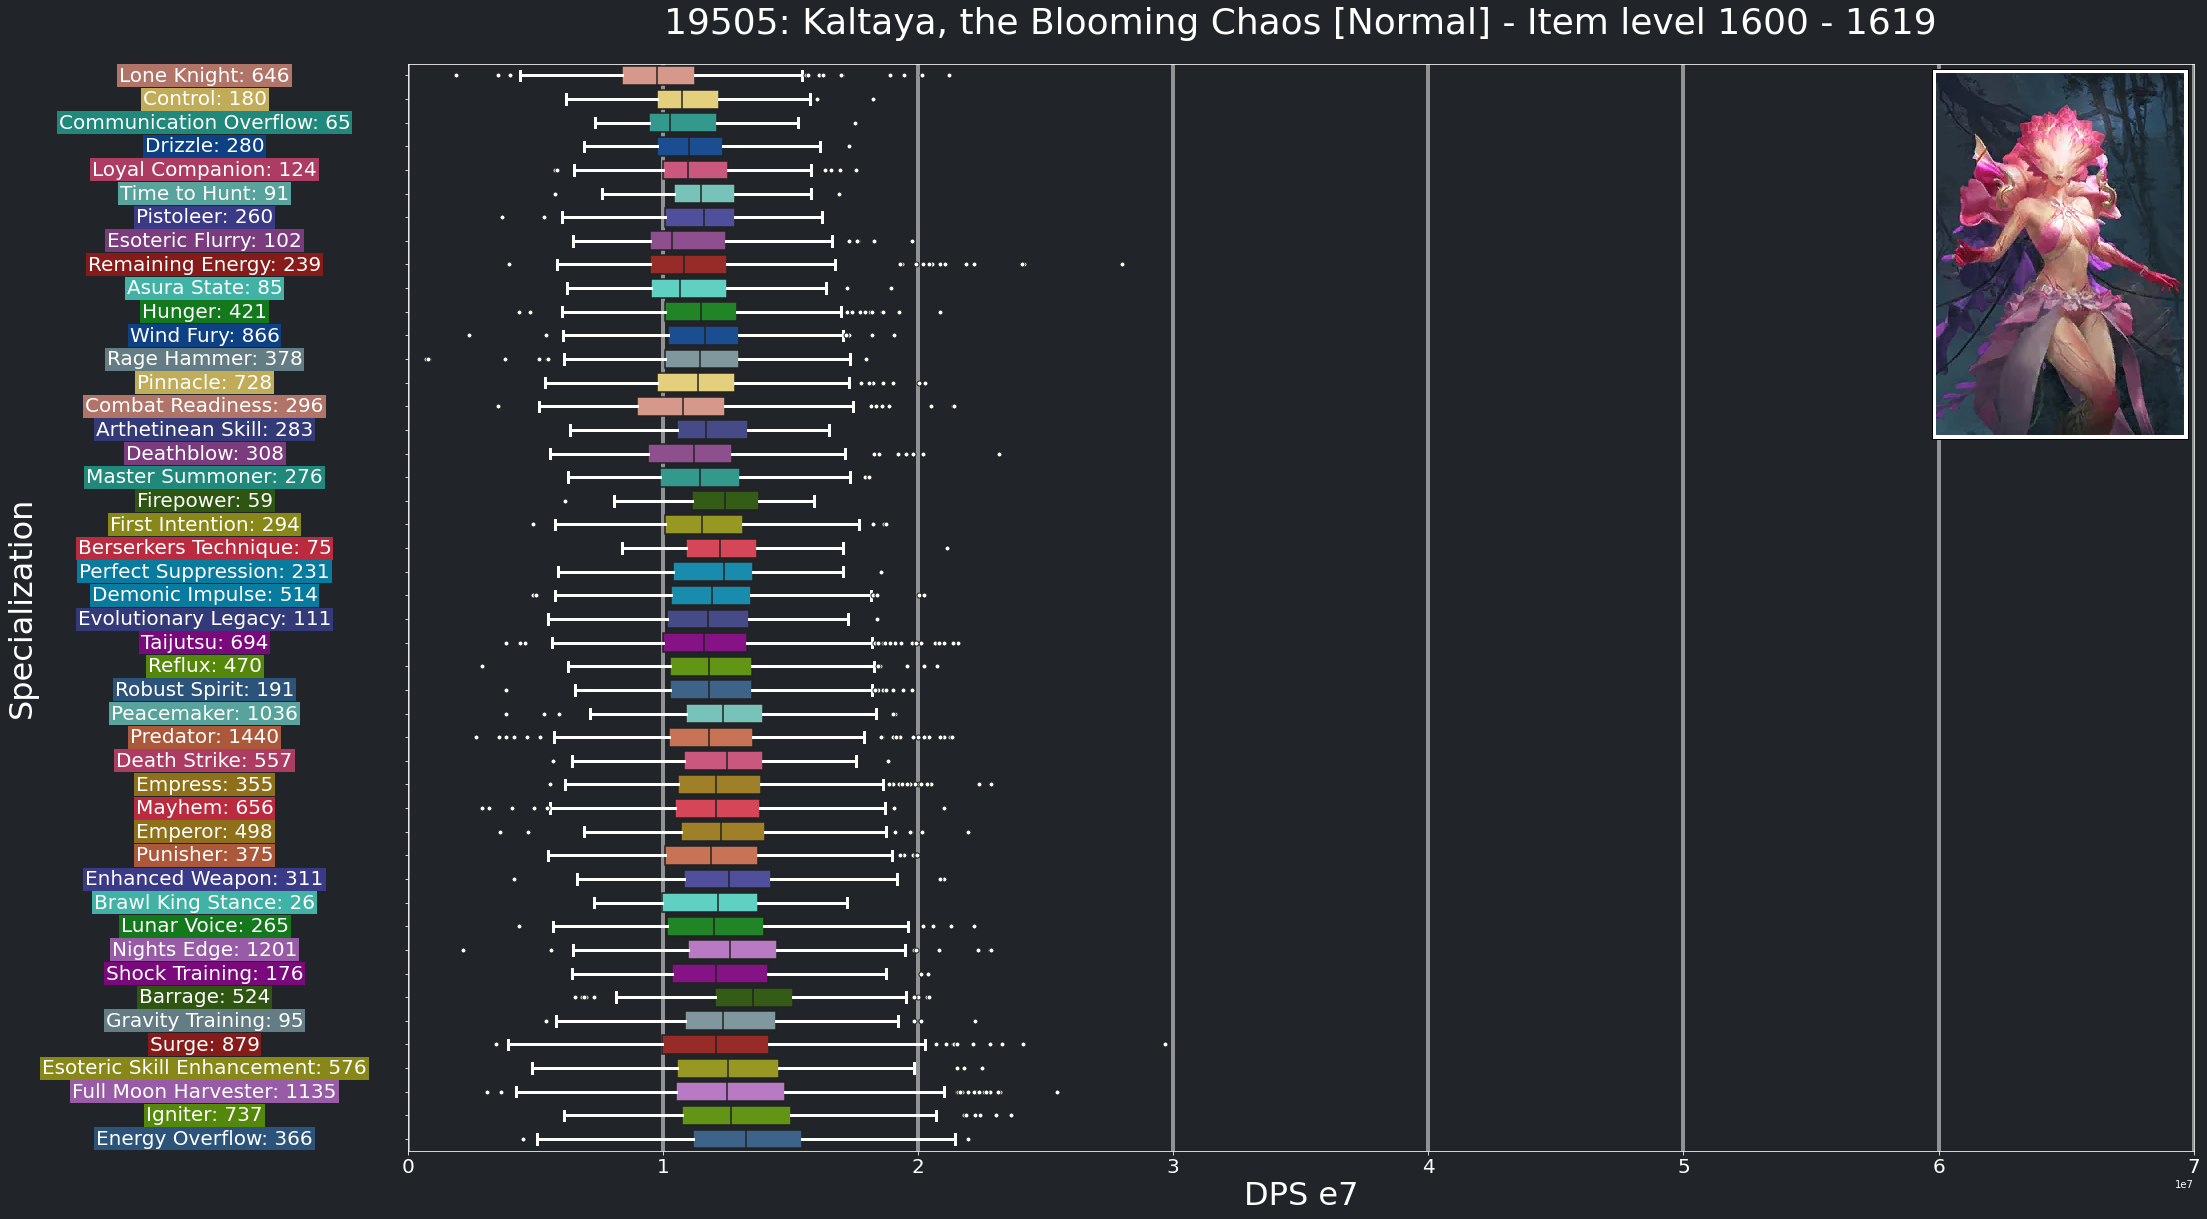 19505: Kaltaya, the Blooming Chaos [Normal] - Item level 1600 - 1619
Specialization
Lone Knight: 646
Control: 180
Communication Overflow: 65
Drizzle: 280
Loyal Companion: 124
Time to Hunt: 91
Pistoleer: 260
Esoteric Flurry: 102
Remaining Energy: 239
Asura State: 85
Hunger: 421
Wind Fury: 866
Rage Hammer: 378
Pinnacle: 728
Combat Readiness: 296
Arthetinean Skill: 283
Deathblow: 308
Master Summoner: 276
Firepower: 59
First Intention: 294
Berserkers Technique: 75
Perfect Suppression: 231
Demonic Impulse: 514
Evolutionary Legacy: 111
Taijutsu: 694
Reflux: 470
Robust Spirit: 191
Peacemaker: 1036
Predator: 1440
Death Strike: 557
Empress: 355
Mayhem: 656
Emperor: 498
Punisher: 375
Enhanced Weapon: 311
Brawl King Stance: 26
Lunar Voice: 265
Nights Edge: 1201
Shock Training: 176
Barrage: 524
Gravity Training: 95
Surge: 879
Esoteric Skill Enhancement: 576
Full Moon Harvester: 1135
Igniter: 737
Energy Overflow: 366
0 1 2 3 4 5 6 7
1e7
DPS e7